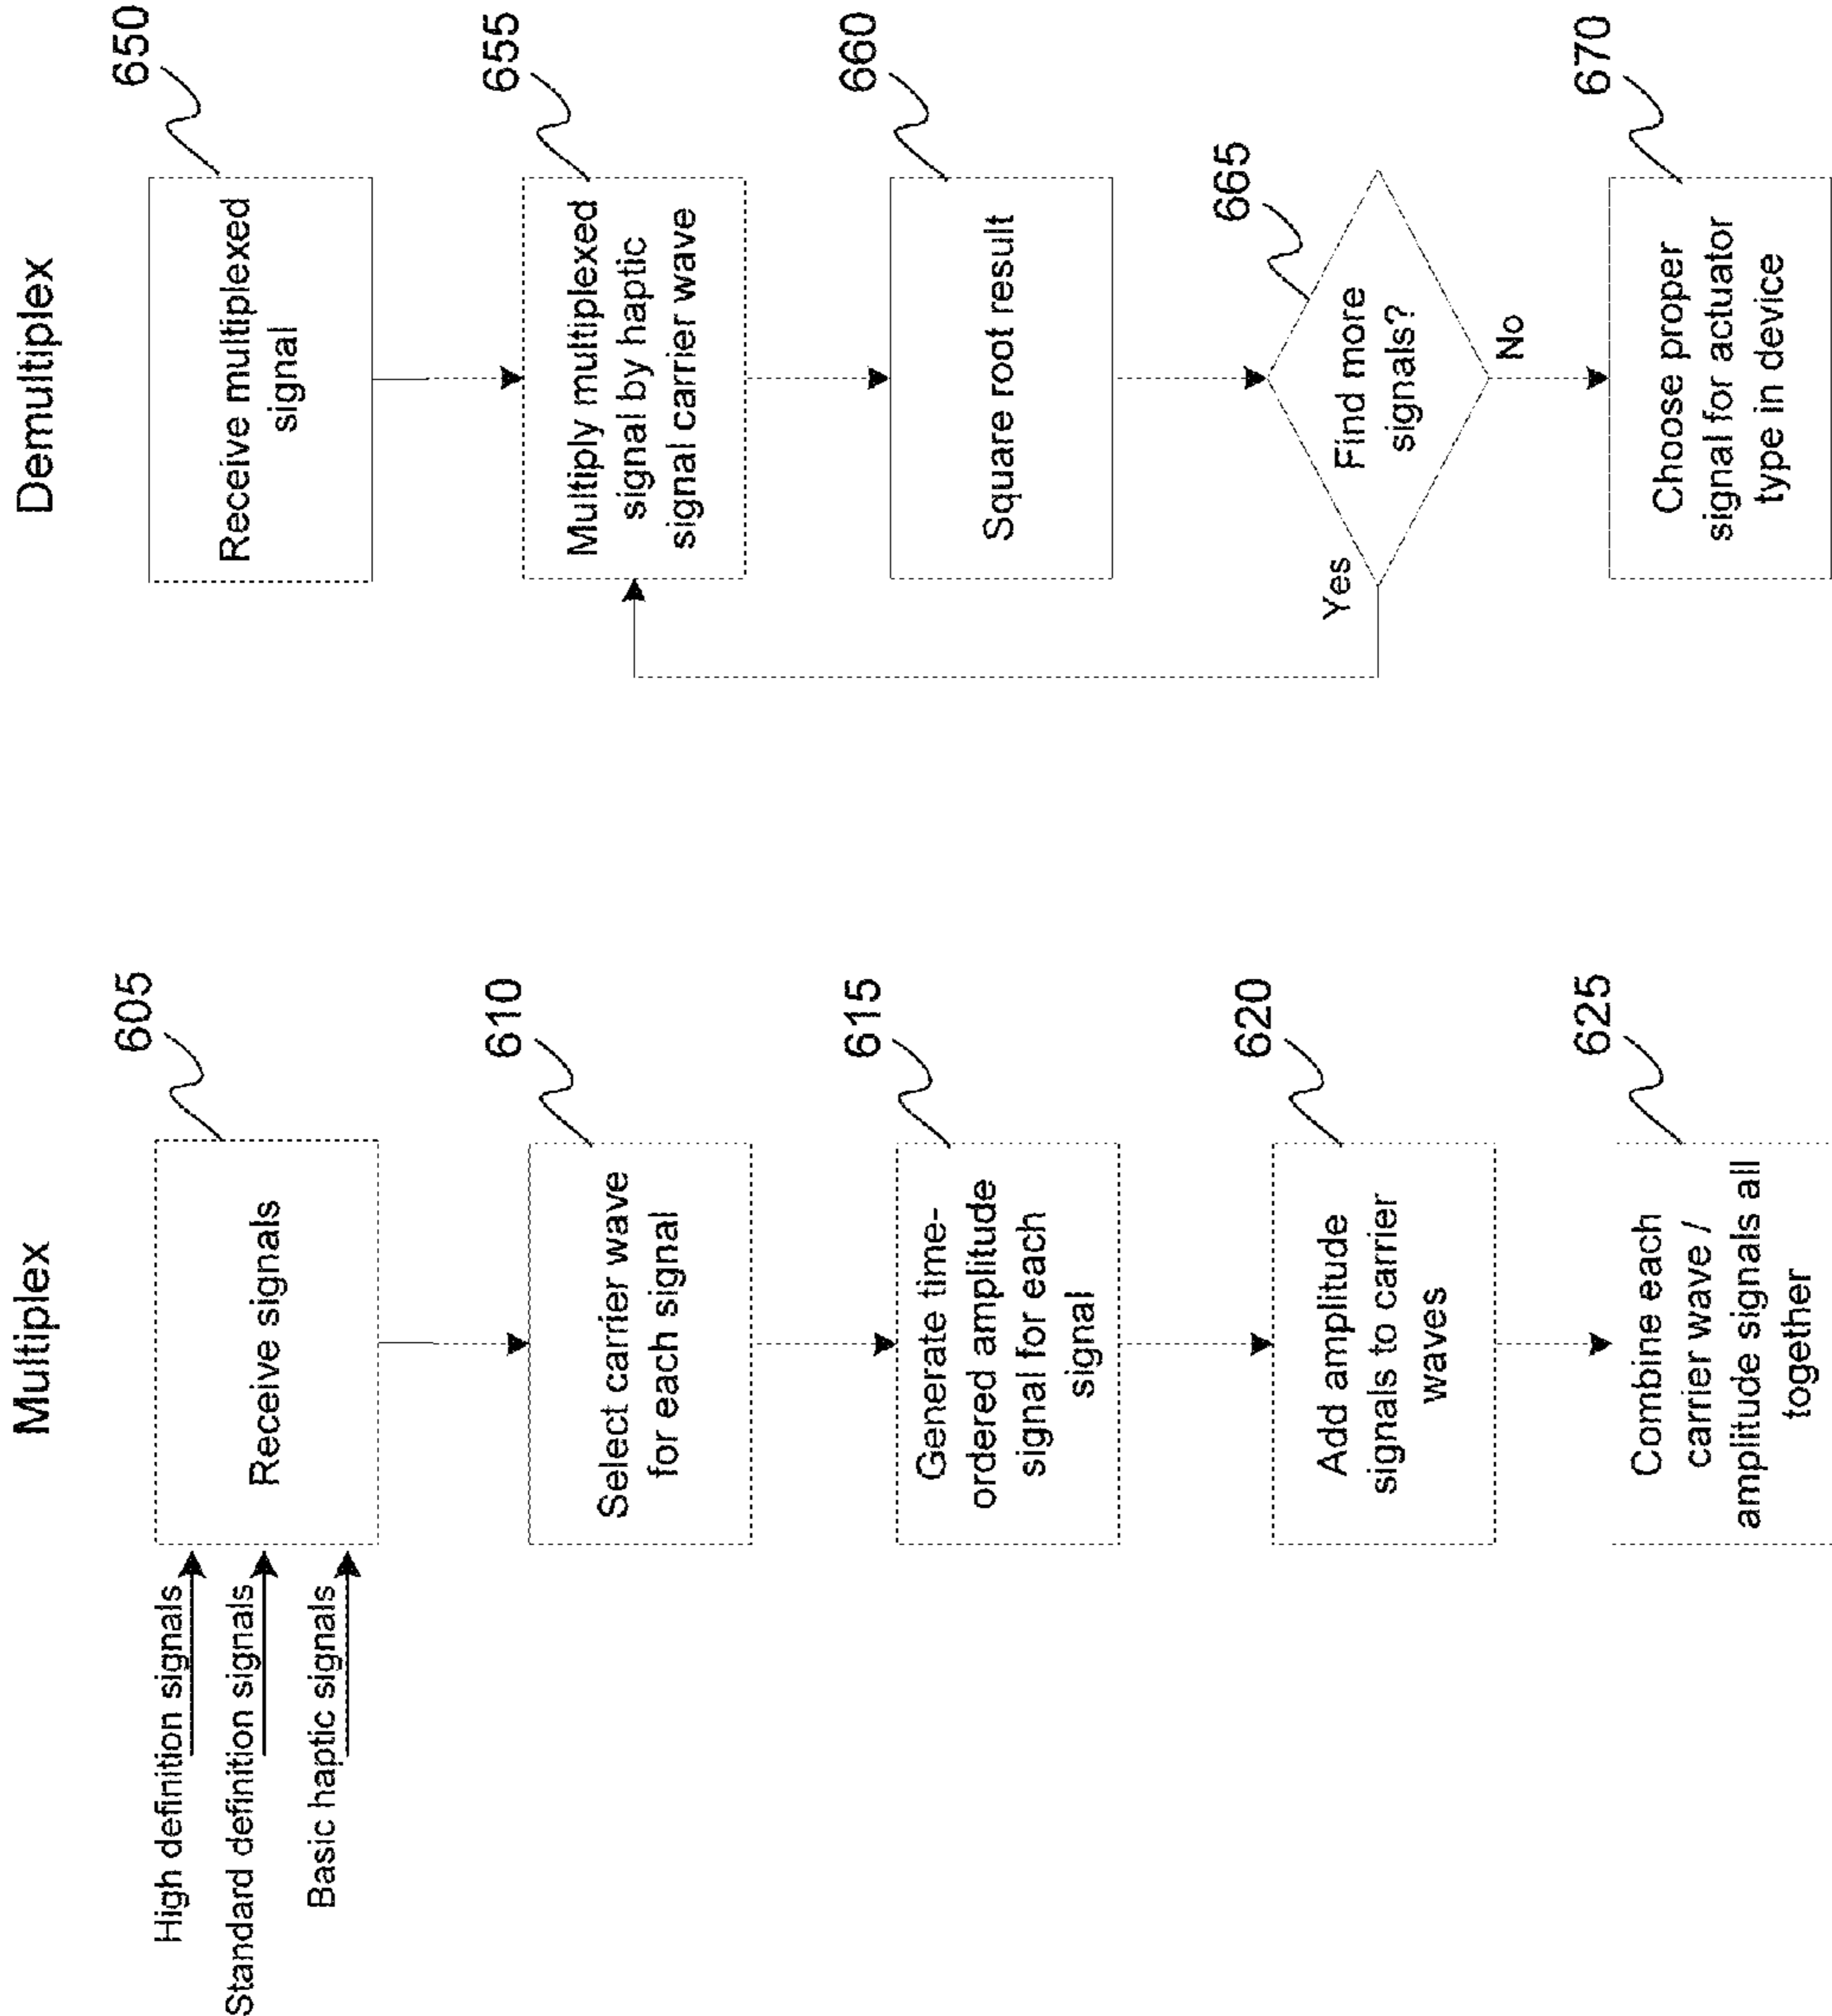 Multiplex
High definition signals
Standard definition signals
Basic haptic signals
Receive signals
605
Select carrier wave
for each signal
610
Generate time-
ordered amplitude
signal for each
signal
615
Add amplitude
signals to carrier
waves
620
Combine each
carrier wave /
amplitude signals all
together
625
Demultiplex
Receive multiplexed
signal
650
Multiply multiplexed
signal by haptic
signal carrier wave
655
Square root result
660
Find more
signals?
665
Yes
No
Choose proper
signal for actuator
type in device
670